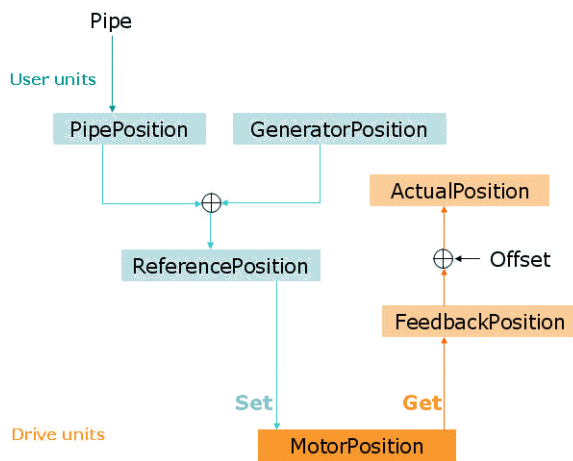 Pipe
User units
PipePosition
GeneratorPosition
ActualPosition
ReferencePosition
Offset
FeedbackPosition
Set
Get
Drive units
MotorPosition